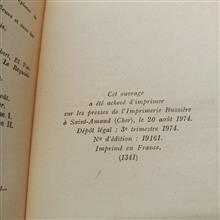 Cet ouvrage
a été achevé d'imprimer
sur les presses de l'Imprimerie Bussière
à Saint-Amand (Cher), le 20 août 1974.
Dépôt légal : 3e trimestre 1974.
No d'édition : 19161.
Imprimé en France.
(1341)